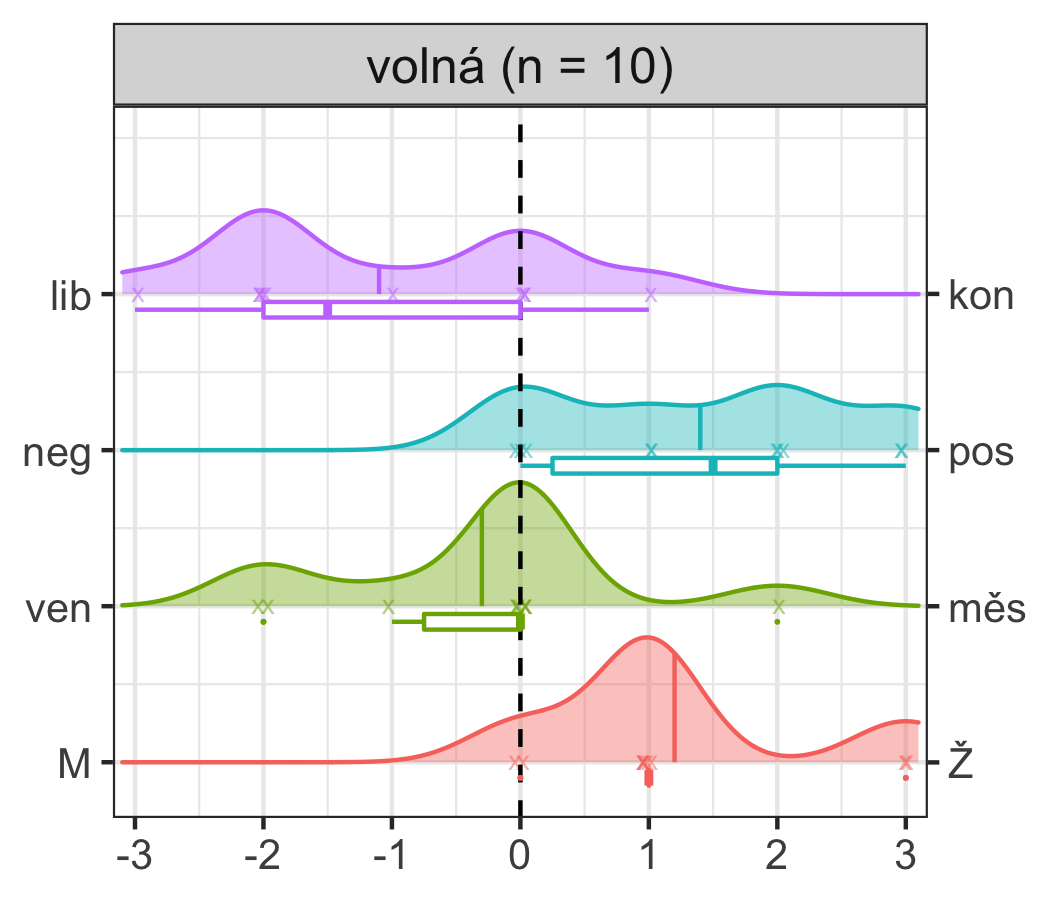 volná (n = 10)
lib kon
neg pos
ven měs
M Ž
-3 -2 -1 0 1 2 3